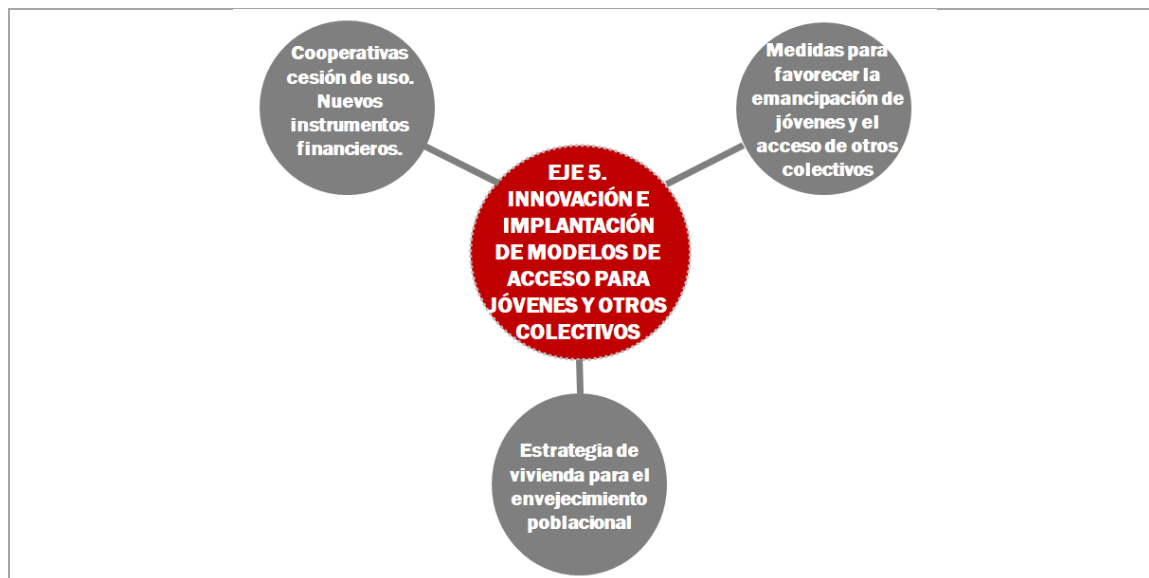 Cooperativas
cesión de uso.
Nuevos
instrumentos
financieros.
Medidas para
favorecer la
emancipación de
jóvenes y el
acceso de otros
colectivos
EJE 5.
INNOVACIÓN E
IMPLANTACIÓN
DE MODELOS DE
ACCESO PARA
JÓVENES Y OTROS
COLECTIVOS
Estrategia de
vivienda para el
envejecimiento
poblacional